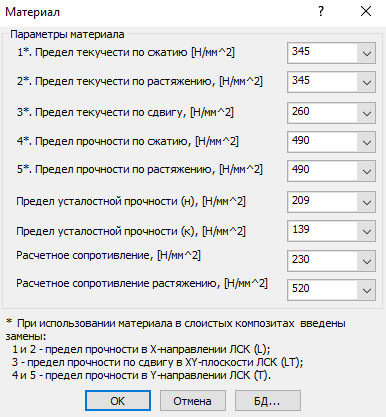 Материал
Параметры материала
1*. Предел текучести по сжатию [Н/мм^2] 345
2*. Предел текучести по растяжению, [Н/мм^2] 345
3*. Предел текучести по сдвигу, [Н/мм^2] 260
4*. Предел прочности по сжатию, [Н/мм^2] 490
5*. Предел прочности по растяжению, [Н/мм^2] 490
Предел усталостной прочности (н), [Н/мм^2] 209
Предел усталостной прочности (к), [Н/мм^2] 139
Расчетное сопротивление, [Н/мм^2] 230
Расчетное сопротивление растяжению, [Н/мм^2] 520
* При использовании материала в слоистых композитах введены
замены:
1 и 2 - предел прочности в X-направлении ЛСК (L);
3 - предел прочности по сдвигу в XY-плоскости ЛСК (LT);
4 и 5 - предел прочности в Y-направлении ЛСК (T).
ОК Отмена БД...